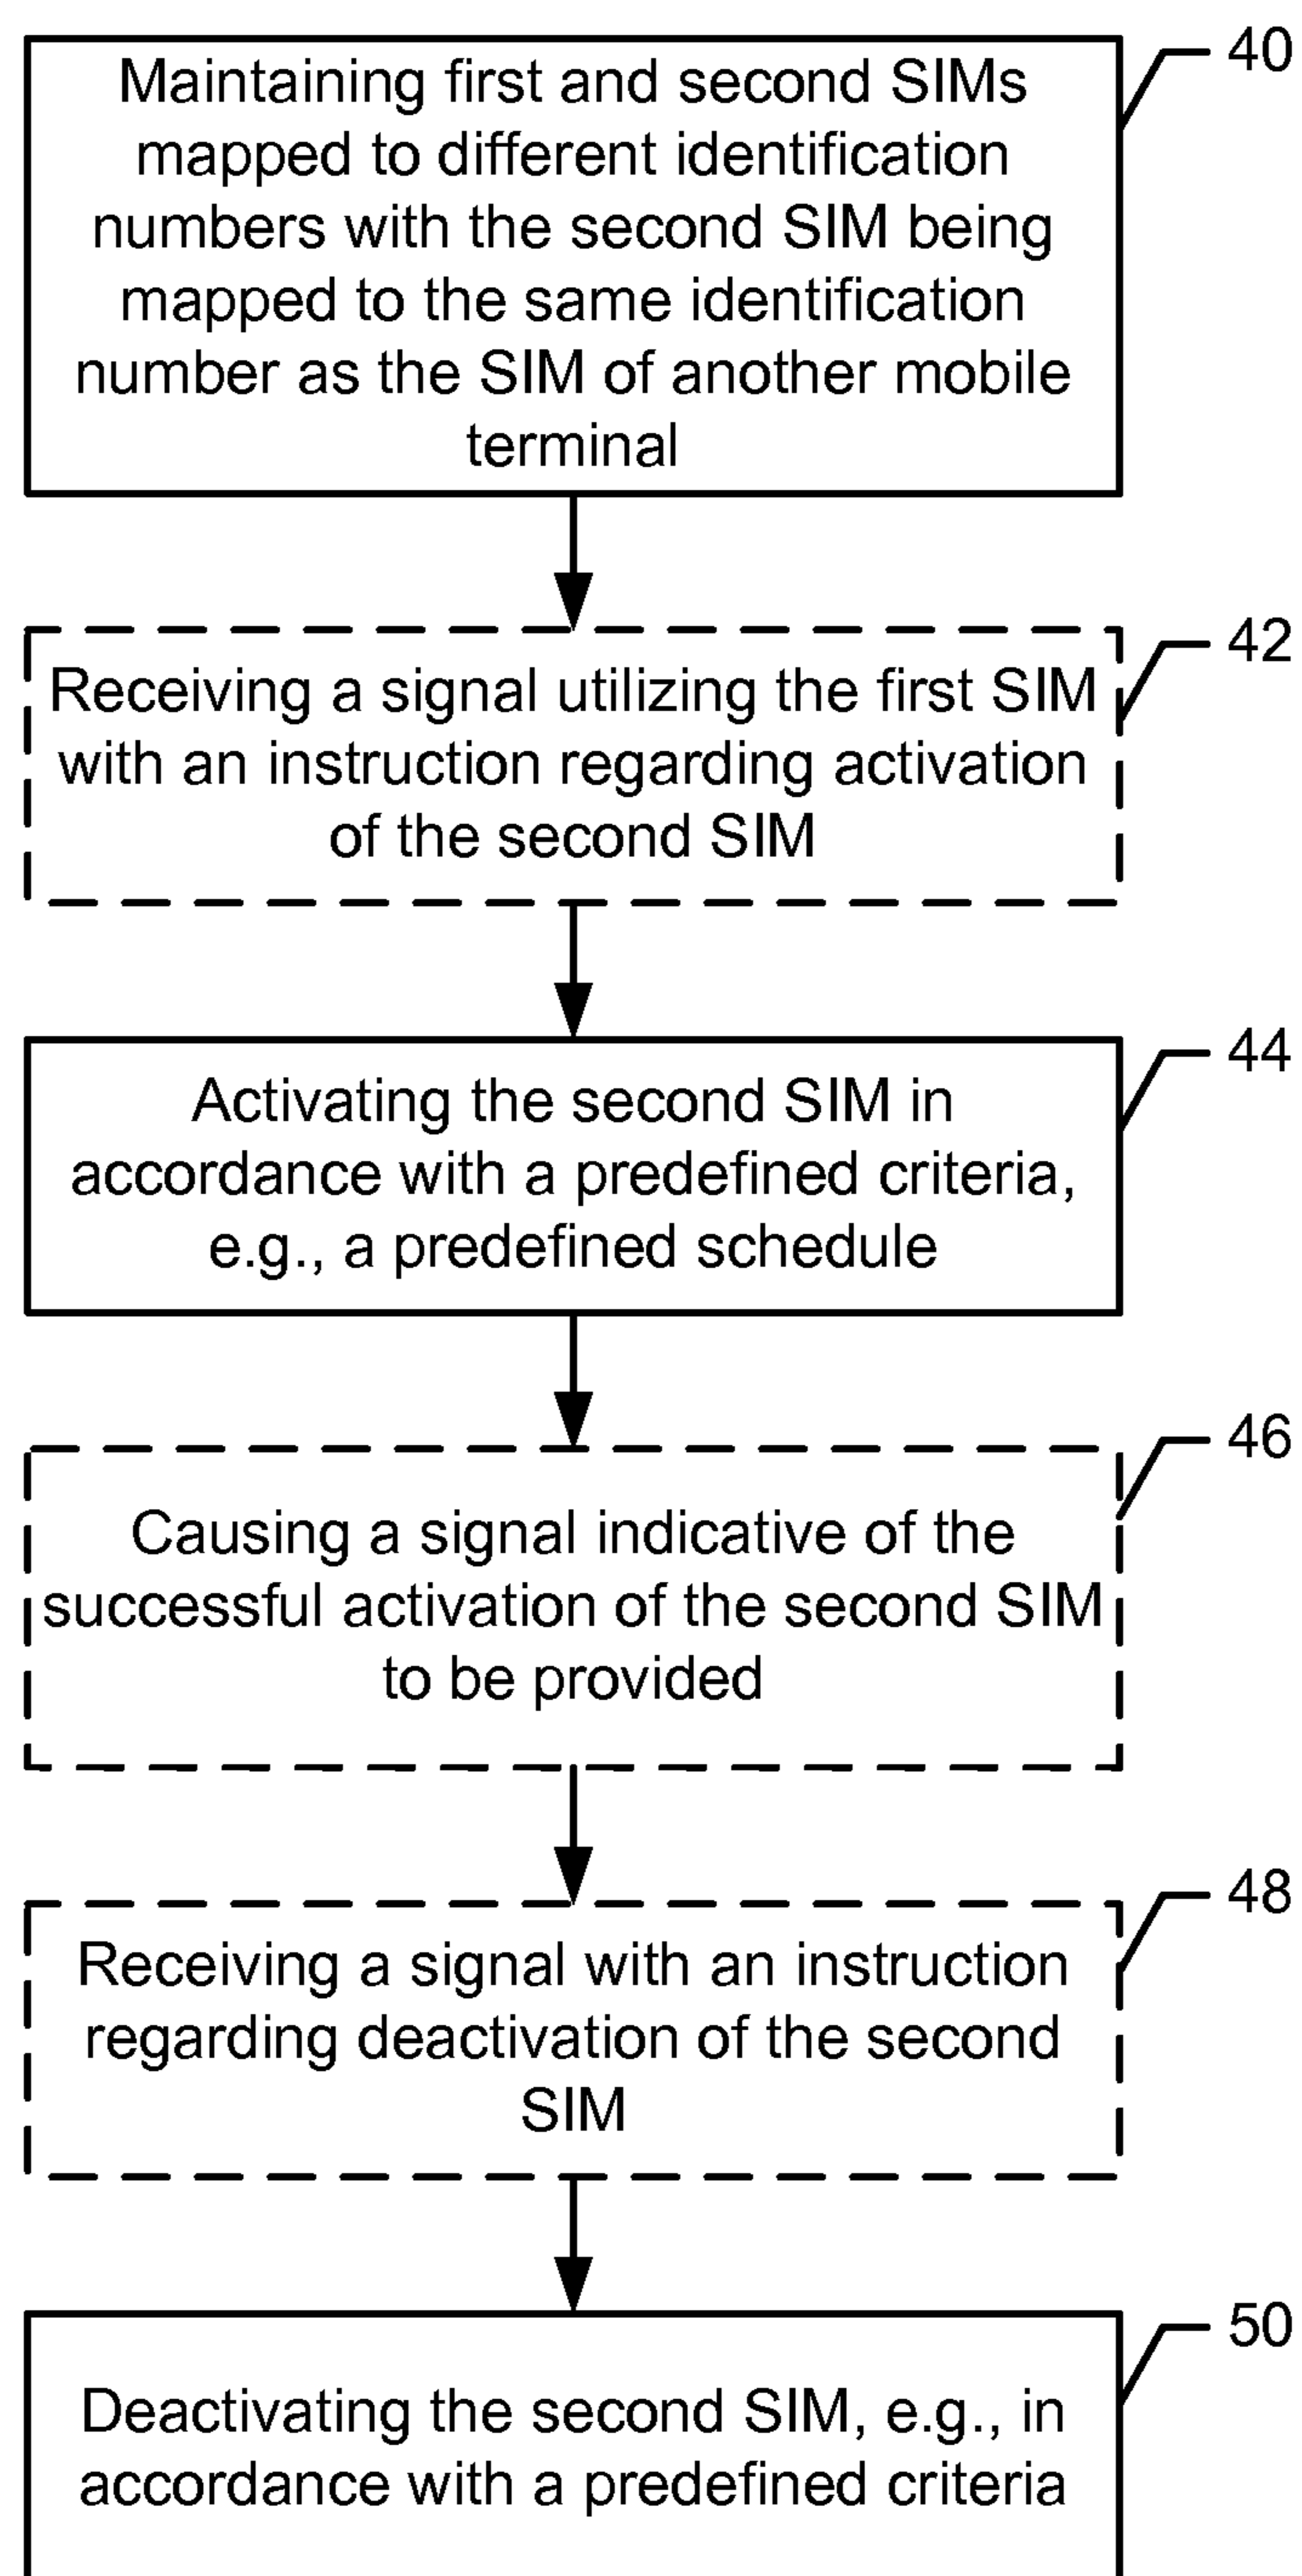 40
Maintaining first and second SIMs
mapped to different identification
numbers with the second SIM being
mapped to the same identification
number as the SIM of another mobile
terminal
42
Receiving a signal utilizing the first SIM
with an instruction regarding activation
of the second SIM
44
Activating the second SIM in
accordance with a predefined criteria,
e.g., a predefined schedule
46
Causing a signal indicative of the
successful activation of the second SIM
to be provided
48
Receiving a signal with an instruction
regarding deactivation of the second
SIM
50
Deactivating the second SIM, e.g., in
accordance with a predefined criteria